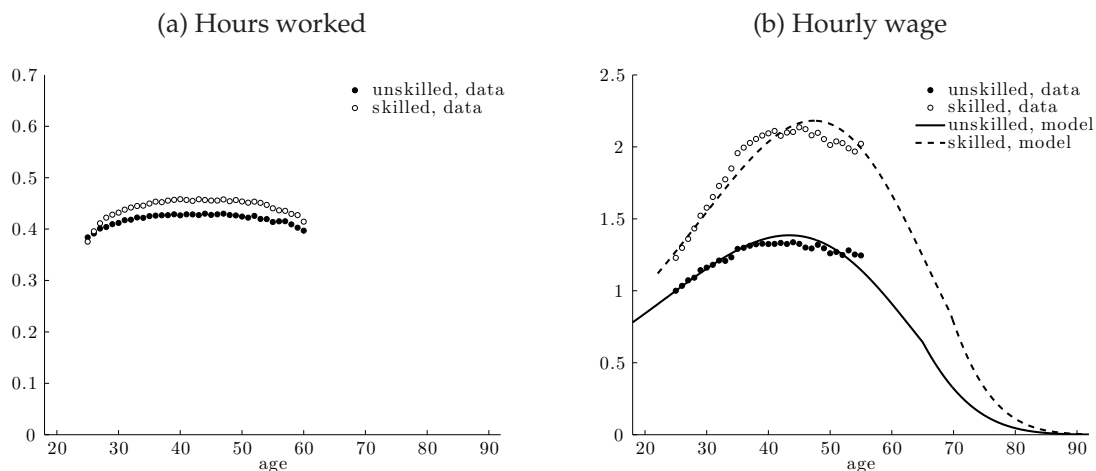 (a) Hours worked
0.7
0.6
0.5
0.4
0.3
0.2
0.1
0
20 30 40 50 60 70 80 90
age
unskilled, data
skilled, data
(b) Hourly wage
2.5
2
1.5
1
0.5
0
20 30 40 50 60 70 80 90
age
unskilled, data
skilled, data
unskilled, model
skilled, model